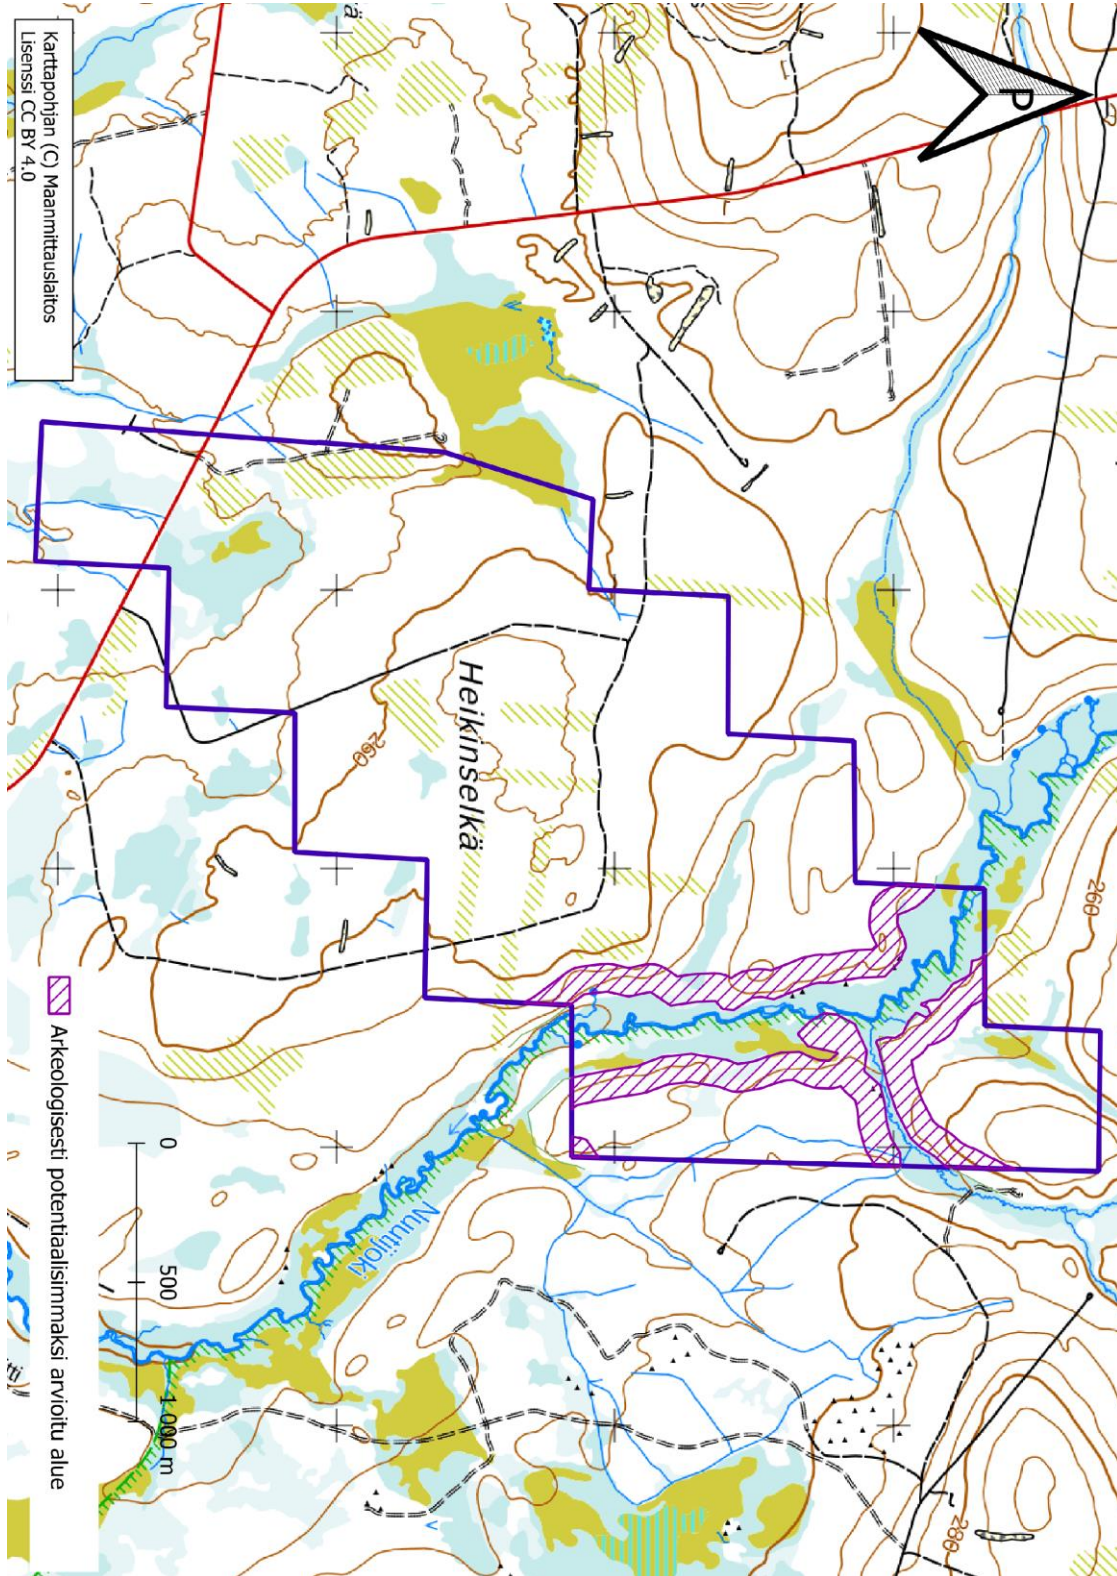 P
Karttapohjan (C) Maanmittauslaitos
Lisenssi CC BY 4.0
Heikinselkä
260
260
Nuutijoki
280
0
500
1 000 m
Arkeologisesti potentiaalisimmaksi arvioitu alue